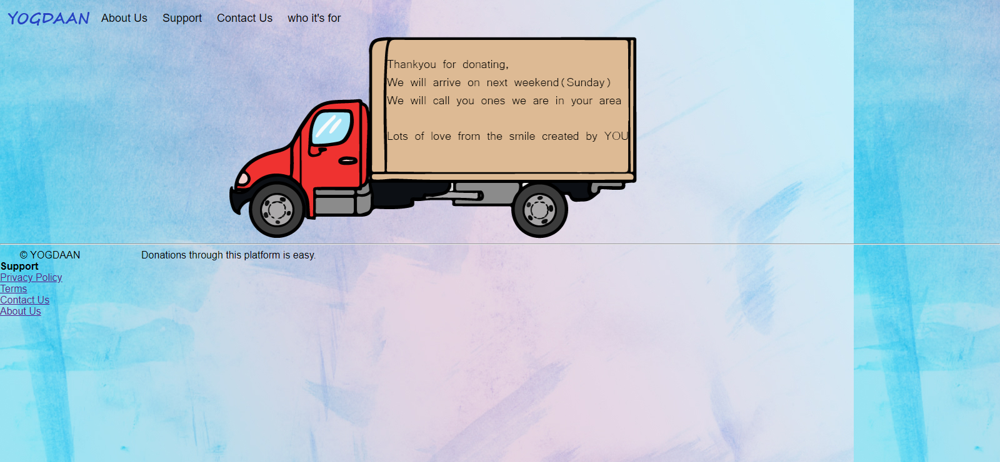 YOGDAAN About Us Support Contact Us who it's for
Thankyou for donating,
We will arrive on next weekend(Sunday)
We will call you ones we are in your area
Lots of love from the smile created by YOU
© YOGDAAN Donations through this platform is easy.
Support
Privacy Policy
Terms
Contact Us
About Us